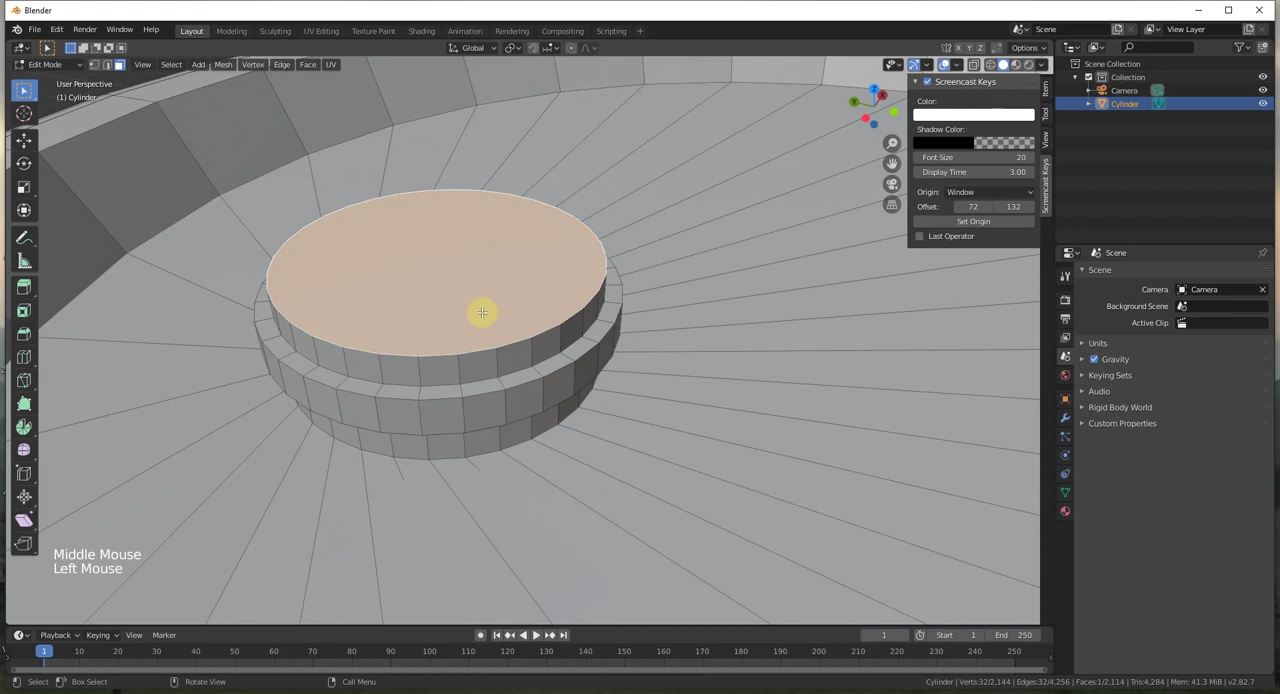 Blender
File Edit Render Window Help Layout Modeling Sculpting UV Editing Texture Paint Shading Animation Rendering Compositing Scripting + Scene View Layer
Global X Y Z Options
Edit Mode View Select Add Mesh Vertex Edge Face UV
User Perspective
(1) Cylinder
Z X Y
Screencast Keys
Color:
Shadow Color:
Font Size 20
Display Time 3.00
Origin: Window
Offset: 72 132
Set Origin
Last Operator
Item
Tool
View
Screencast Keys
Scene Collection
Collection
Camera
Cylinder
Scene
Scene
Camera Camera
Background Scene
Active Clip
Units
Gravity
Keying Sets
Audio
Rigid Body World
Custom Properties
Middle Mouse
Left Mouse
Playback Keying View Marker 1 Start 1 End 250
1 10 20 30 40 50 60 70 80 90 100 110 120 130 140 150 160 170 180 190 200 210 220 230 240 250
Select Box Select Rotate View Call Menu Cylinder | Verts:32/2,144 | Edges:32/4,256 | Faces:1/2,114 | Tris:4,284 | Mem: 41.3 MiB | v2.82.7